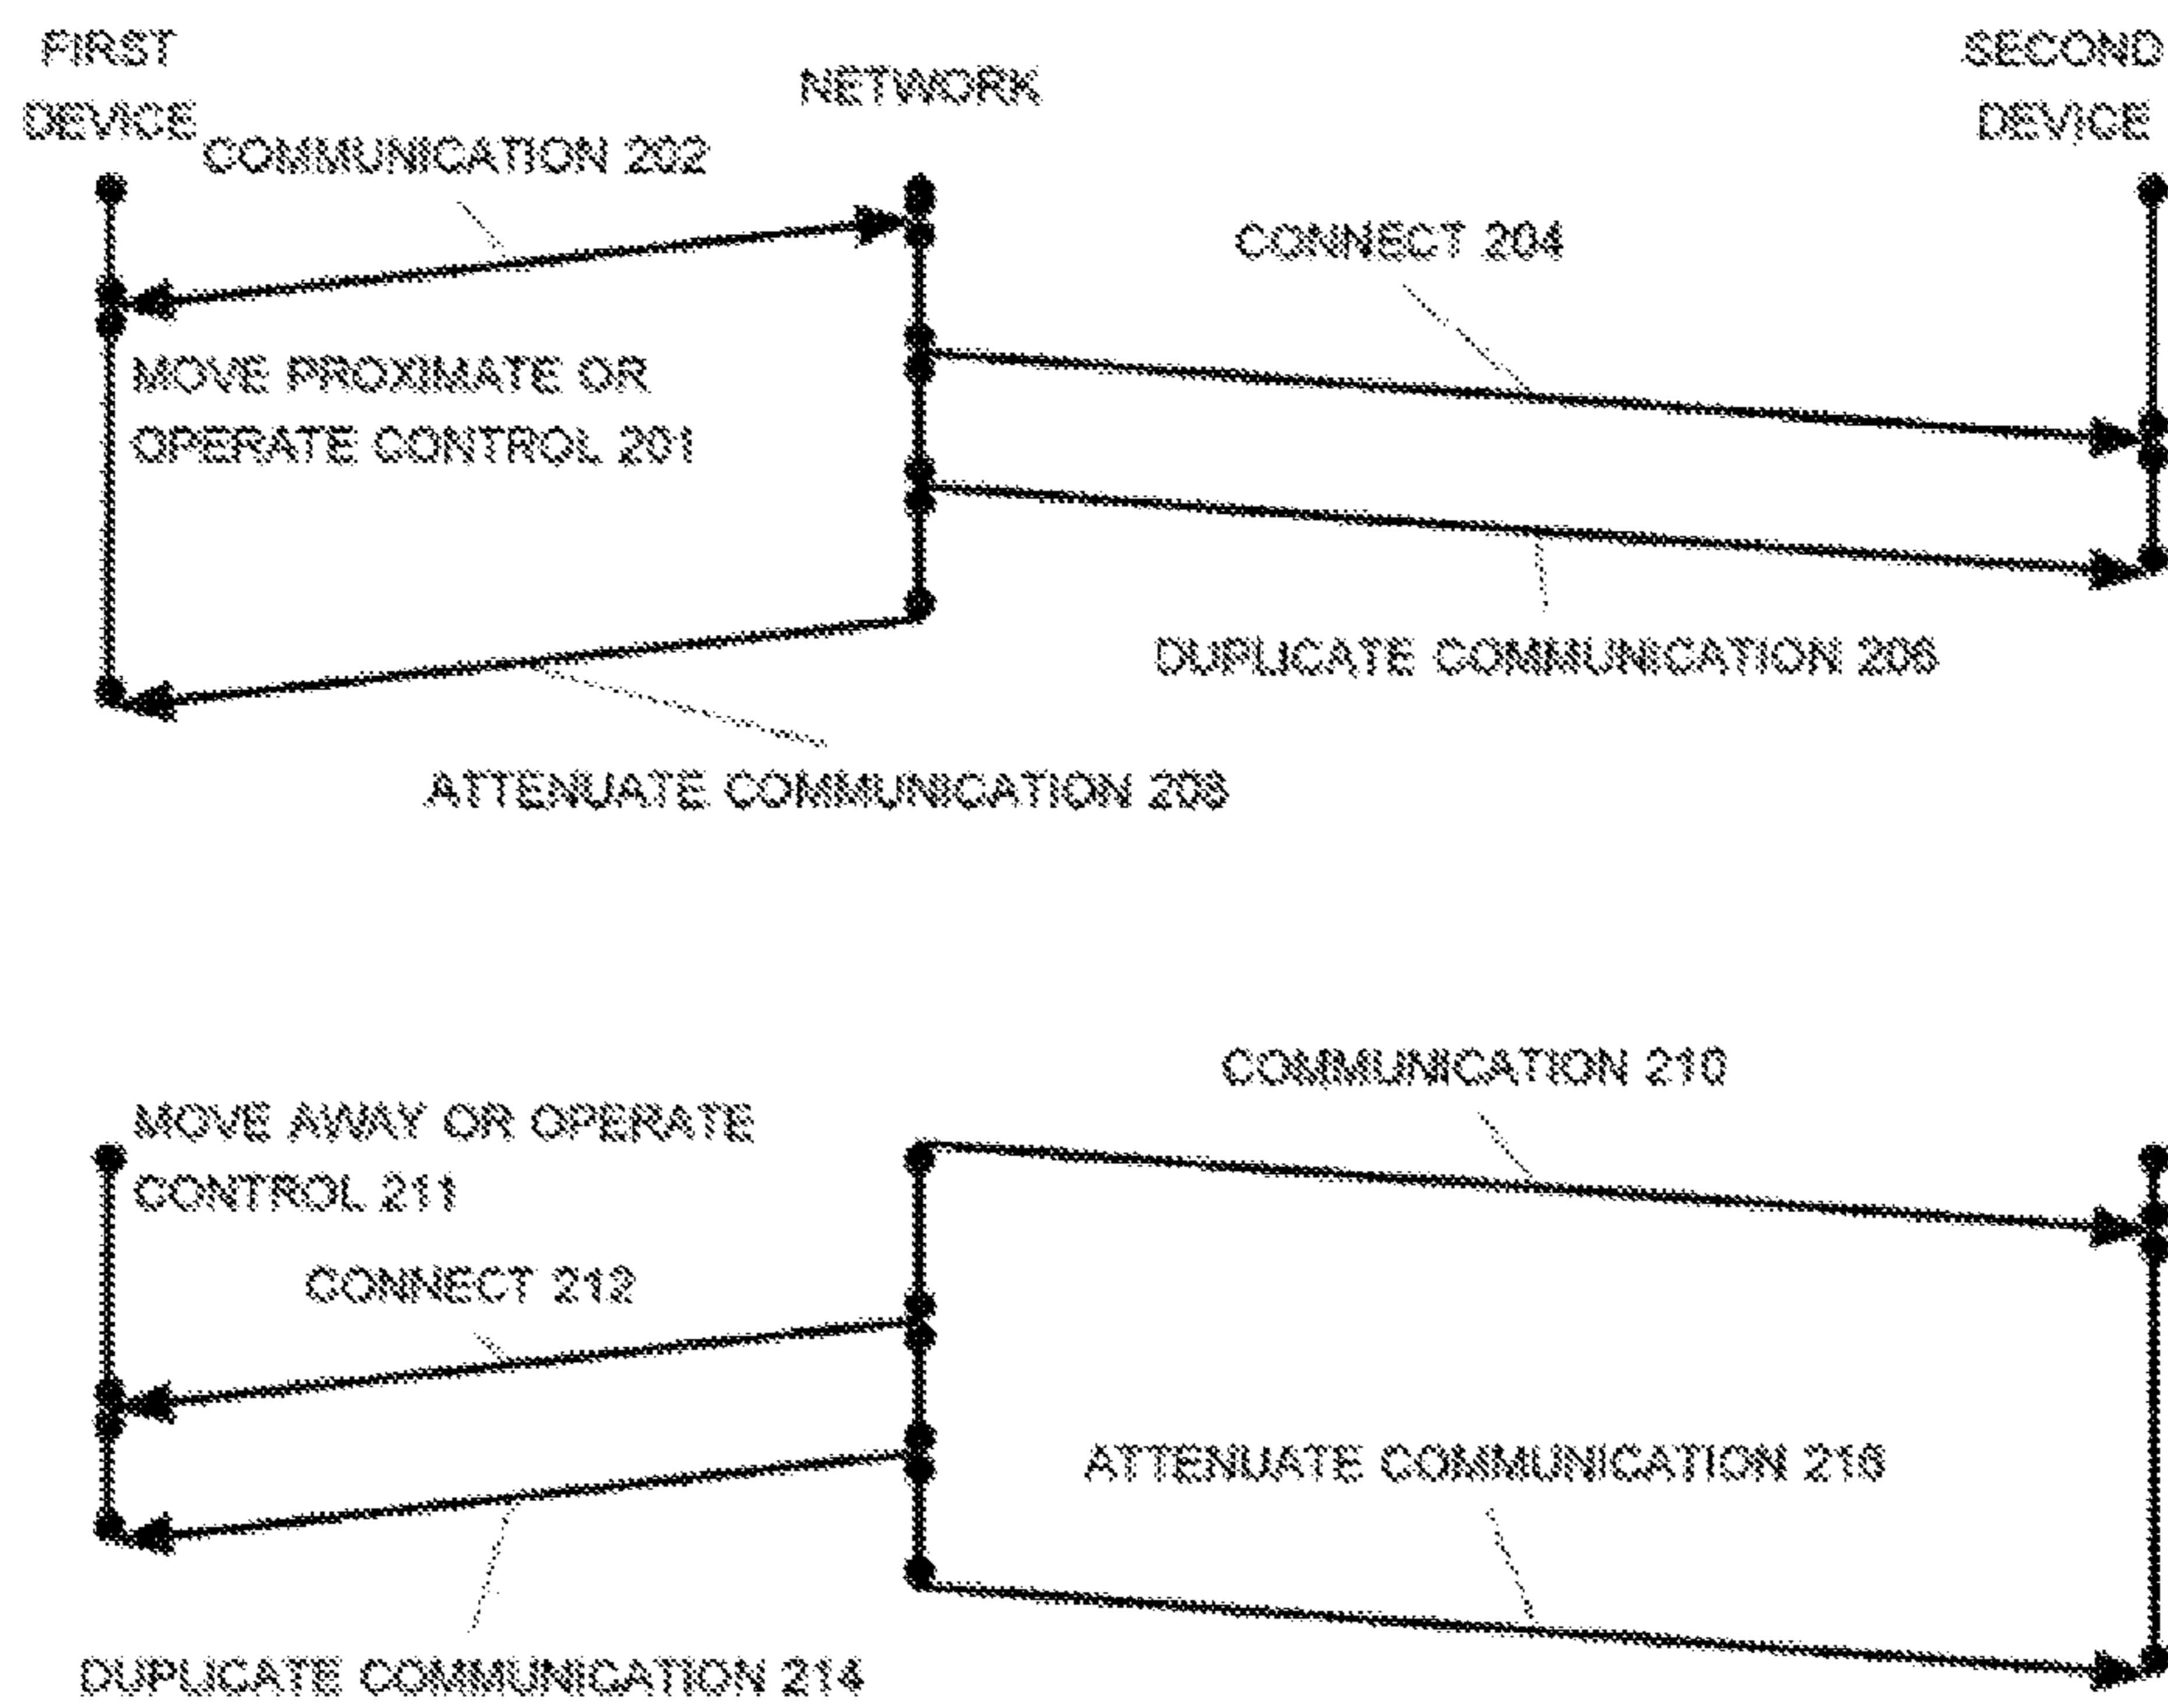 FIRST
DEVICE
NETWORK
SECOND
DEVICE
COMMUNICATION 202
CONNECT 204
MOVE PROXIMATE OR
OPERATE CONTROL 201
DUPLICATE COMMUNICATION 206
ATTENUATE COMMUNICATION 208
COMMUNICATION 210
MOVE AWAY OR OPERATE
CONTROL 211
CONNECT 212
ATTENUATE COMMUNICATION 216
DUPLICATE COMMUNICATION 214